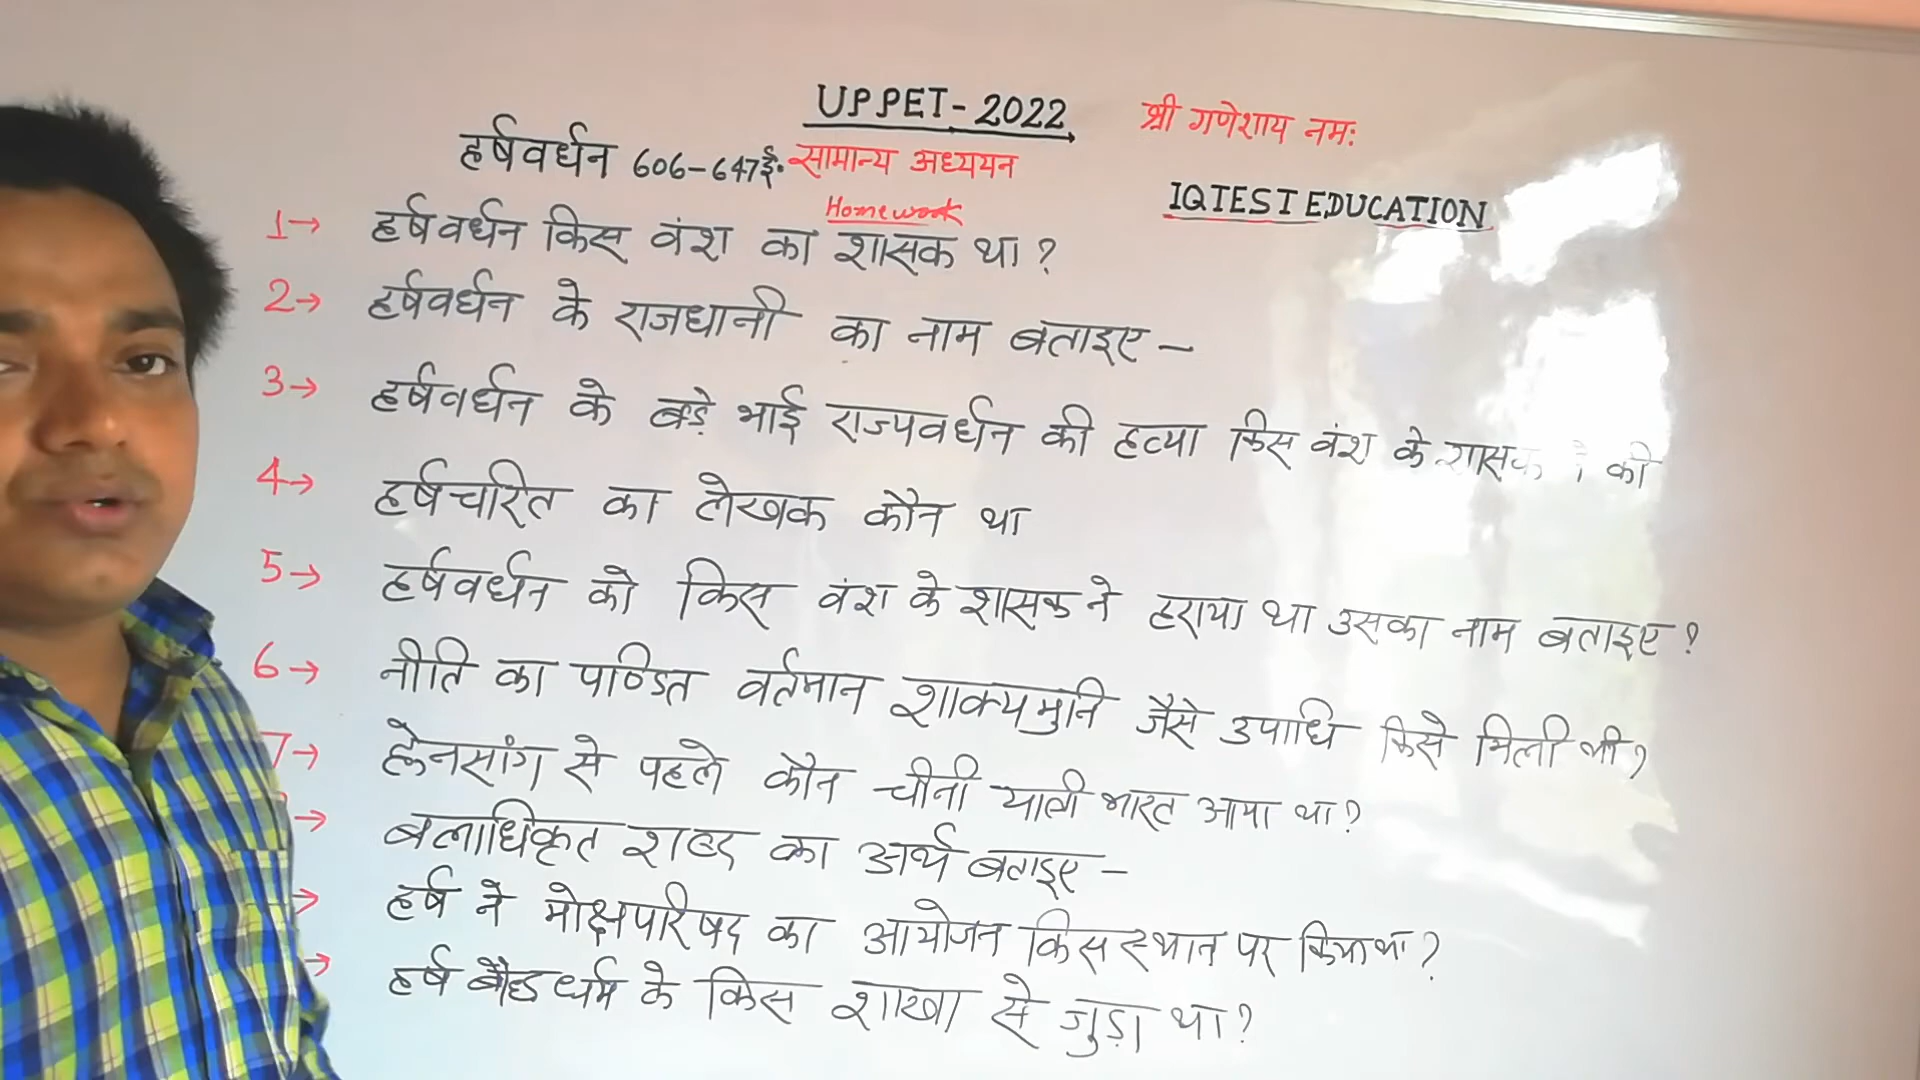 UPPET-2022
श्री गणेशाय नमः
हर्षवर्धन 606-647ई. सामान्य अध्ययन
IQTESTEDUCATION
Homework
1→ हर्षवर्धन किस वंश का शासक था?
2→ हर्षवर्धन के राजधानी का नाम बताइए -
3→ हर्षवर्धन के बड़े भाई राज्यवर्धन की हत्या किस वंश के शासक की
4→ हर्षचरित का लेखक कौन था
5→ हर्षवर्धन को किस वंश के शासक ने हराया था उसका नाम बताइए?
6→ नीति का पण्डित वर्तमान शाक्यमुनि जैसे उपाधि किसे मिली थी?
7→ ह्वेनसांग से पहले कौन चीनी यात्री भारत आया था?
→ बलाधिकृत शब्द का अर्थ बताइए -
→ हर्ष ने मोक्षपरिषद का आयोजन किस स्थान पर किया था?
→ हर्ष बौद्ध धर्म के किस शाखा से जुड़ा था?